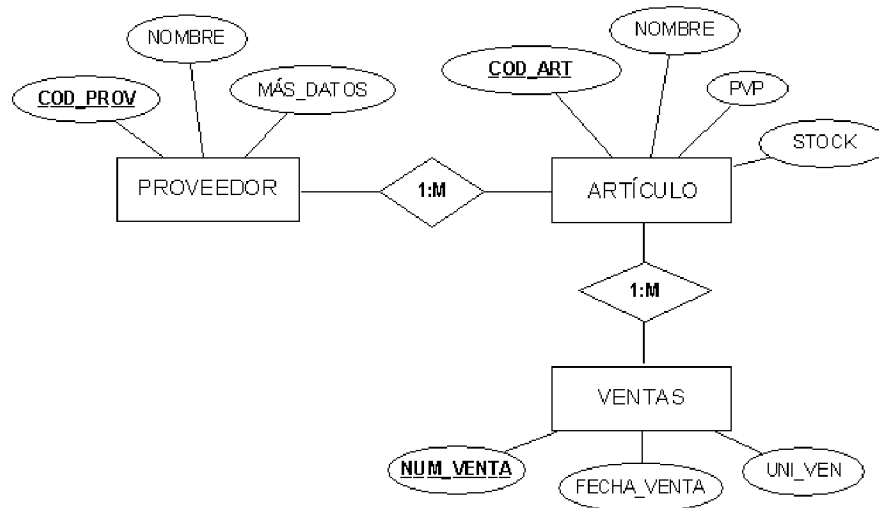 NOMBRE
NOMBRE
COD_ART
COD_PROV
MÁS_DATOS
PVP
STOCK
PROVEEDOR
1:M
ARTÍCULO
1:M
VENTAS
NUM_VENTA
FECHA_VENTA
UNI_VEN